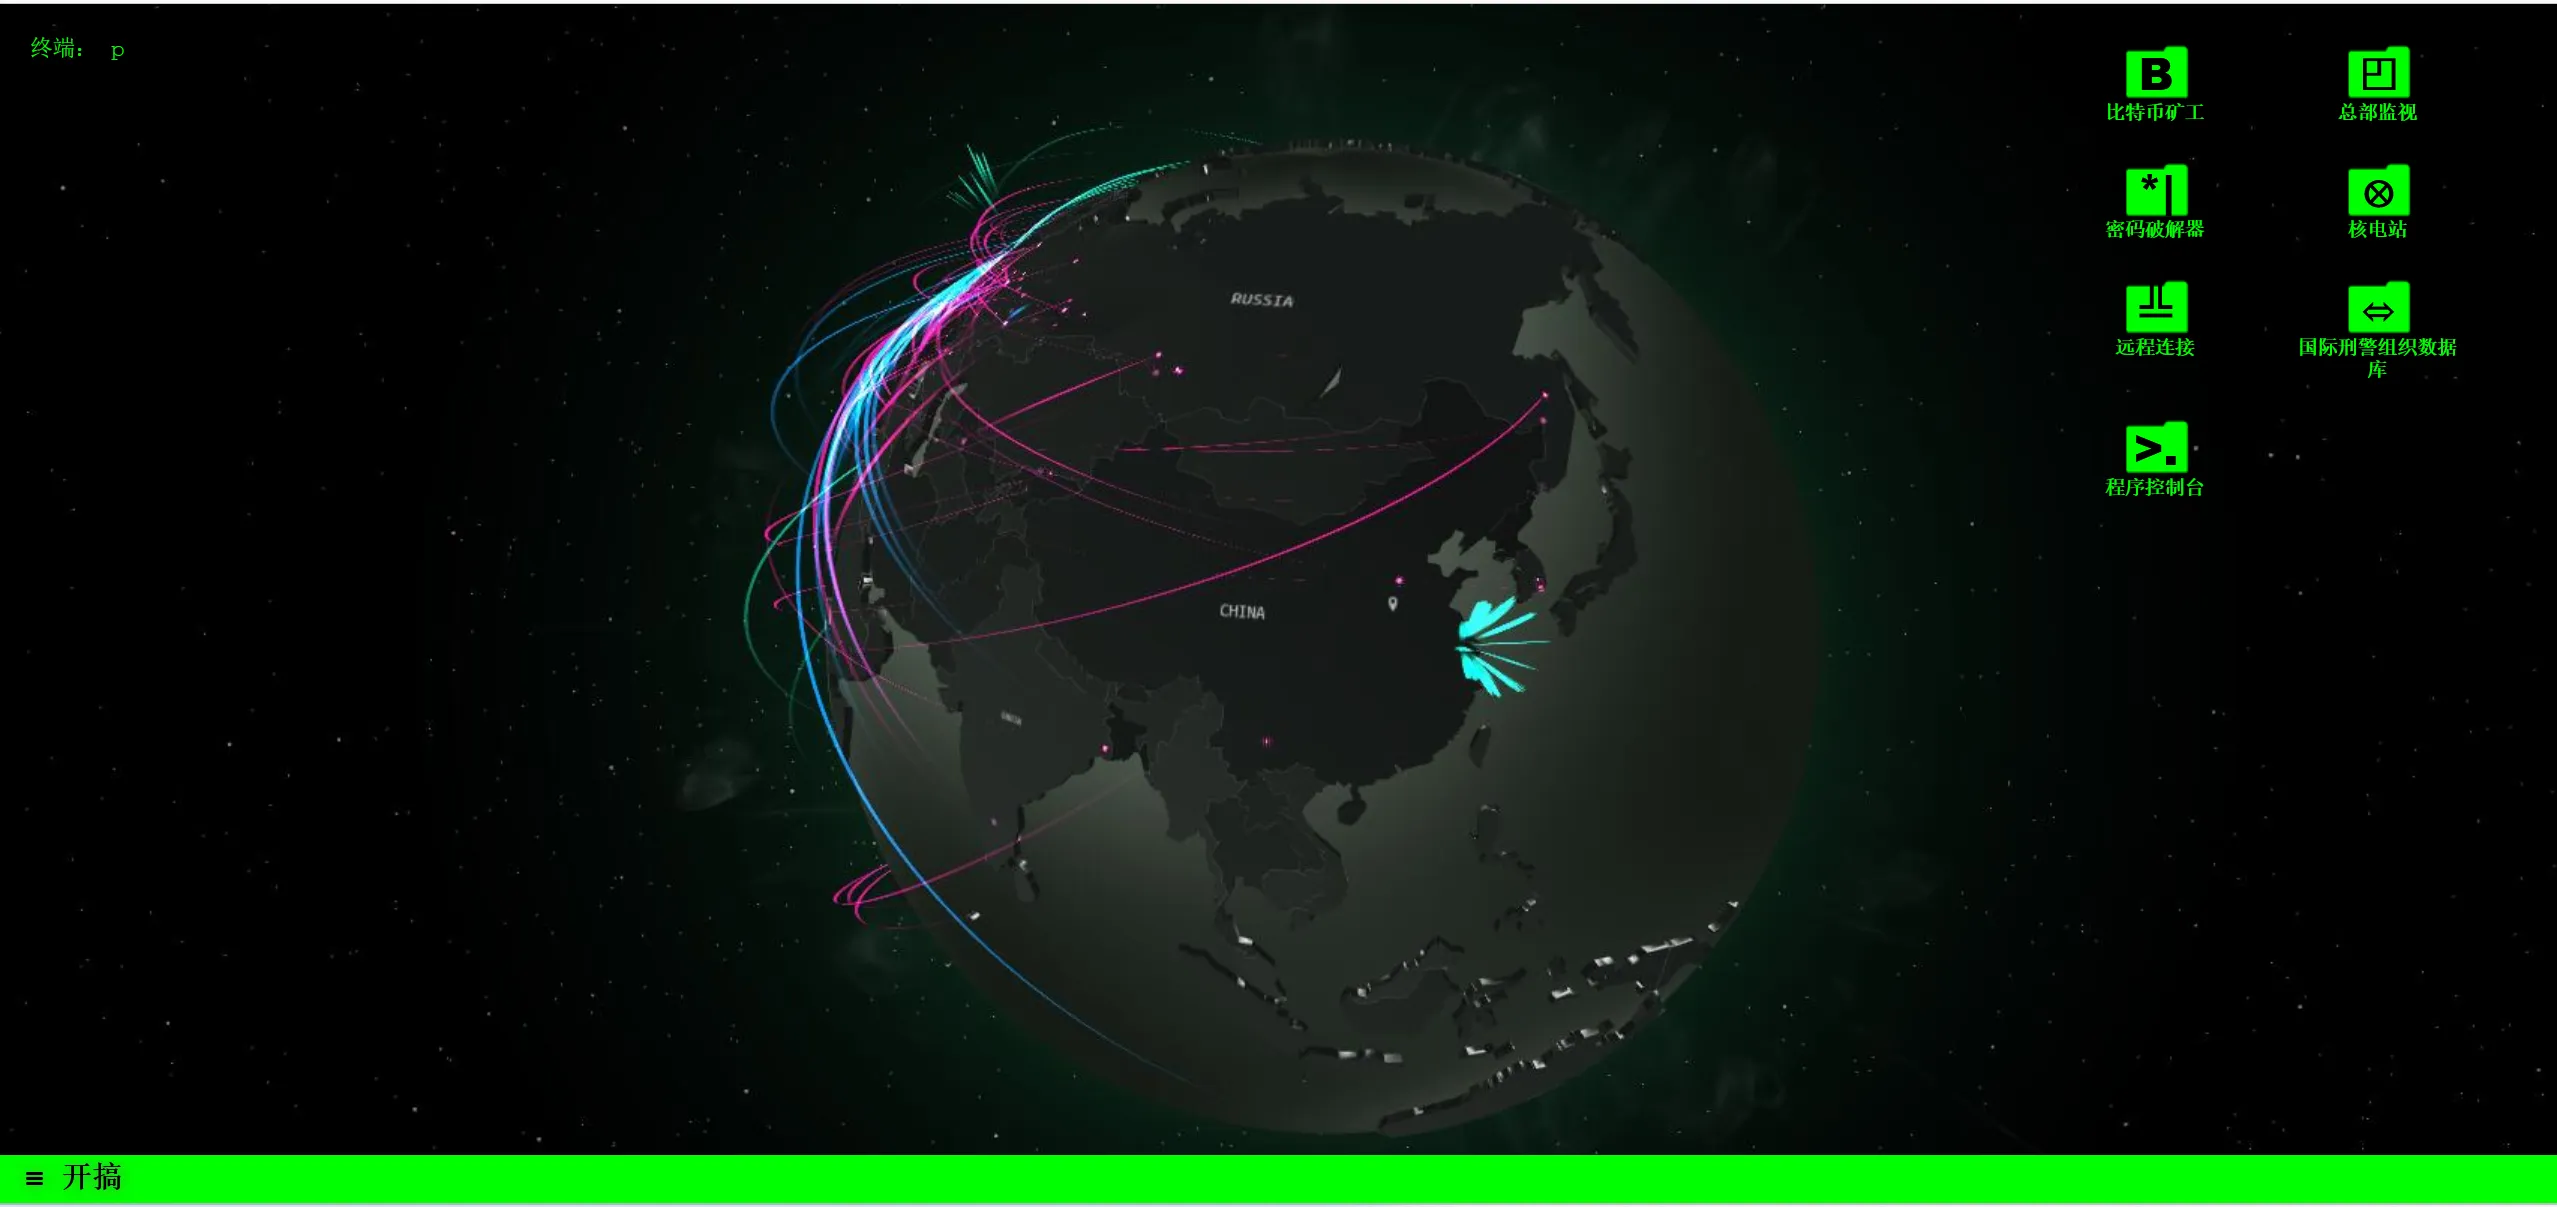 终端： p
B
比特币矿工
总部监视
*|
密码破解器
核电站
远程连接
国际刑警组织数据
库
>.
程序控制台
RUSSIA
CHINA
≡ 开搞